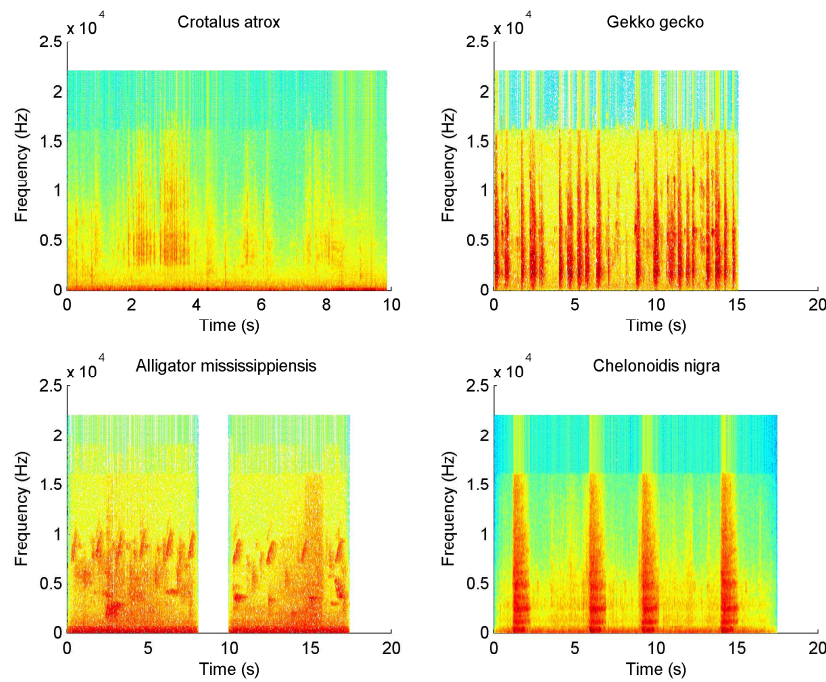 Crotalus atrox
x 10 4
2.5
2
1.5
1
0.5
0
Frequency (Hz)
0 2 4 6 8 10
Time (s)
Gekko gecko
x 10 4
2.5
2
1.5
1
0.5
0
Frequency (Hz)
0 5 10 15 20
Time (s)
Alligator mississippiensis
x 10 4
2.5
2
1.5
1
0.5
0
Frequency (Hz)
0 5 10 15 20
Time (s)
Chelonoidis nigra
x 10 4
2.5
2
1.5
1
0.5
0
Frequency (Hz)
0 5 10 15 20
Time (s)